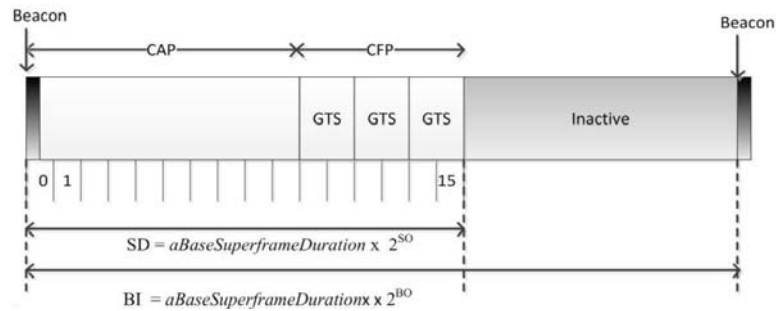 Beacon
Beacon
CAP
CFP
GTS GTS GTS Inactive
0 1 15
SD = aBaseSuperframeDuration x 2^SO
BI = aBaseSuperframeDurationx x 2^BO